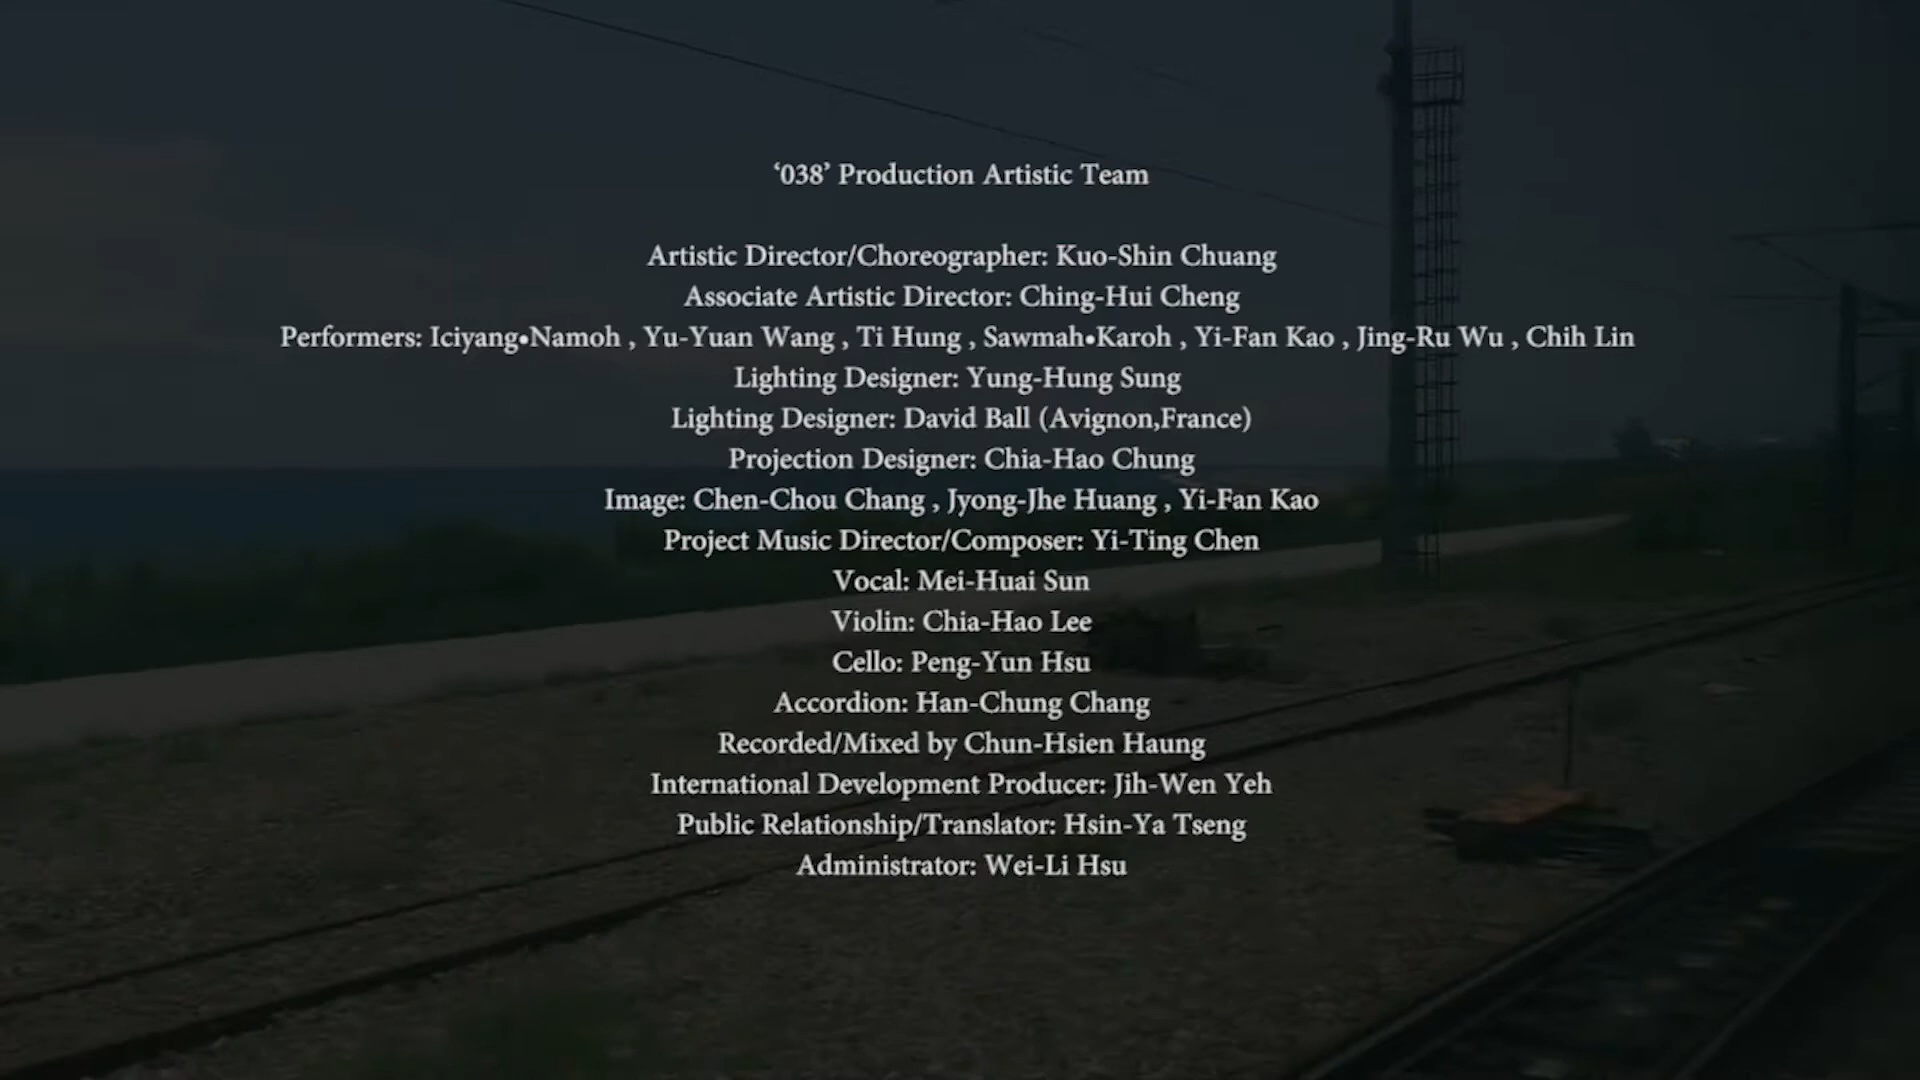 ‘038’ Production Artistic Team
Artistic Director/Choreographer: Kuo-Shin Chuang
Associate Artistic Director: Ching-Hui Cheng
Performers: Iciyang•Namoh , Yu-Yuan Wang , Ti Hung , Sawmah•Karoh , Yi-Fan Kao , Jing-Ru Wu , Chih Lin
Lighting Designer: Yung-Hung Sung
Lighting Designer: David Ball (Avignon,France)
Projection Designer: Chia-Hao Chung
Image: Chen-Chou Chang , Jyong-Jhe Huang , Yi-Fan Kao
Project Music Director/Composer: Yi-Ting Chen
Vocal: Mei-Huai Sun
Violin: Chia-Hao Lee
Cello: Peng-Yun Hsu
Accordion: Han-Chung Chang
Recorded/Mixed by Chun-Hsien Haung
International Development Producer: Jih-Wen Yeh
Public Relationship/Translator: Hsin-Ya Tseng
Administrator: Wei-Li Hsu